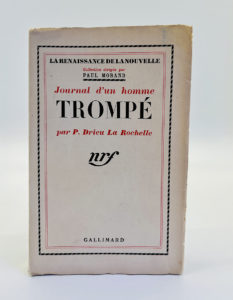 LA RENAISSANCE DE LA NOUVELLE
Collection dirigée par
PAUL MORAND
Journal d'un homme
TROMPÉ
par P. Drieu La Rochelle
nrf
GALLIMARD